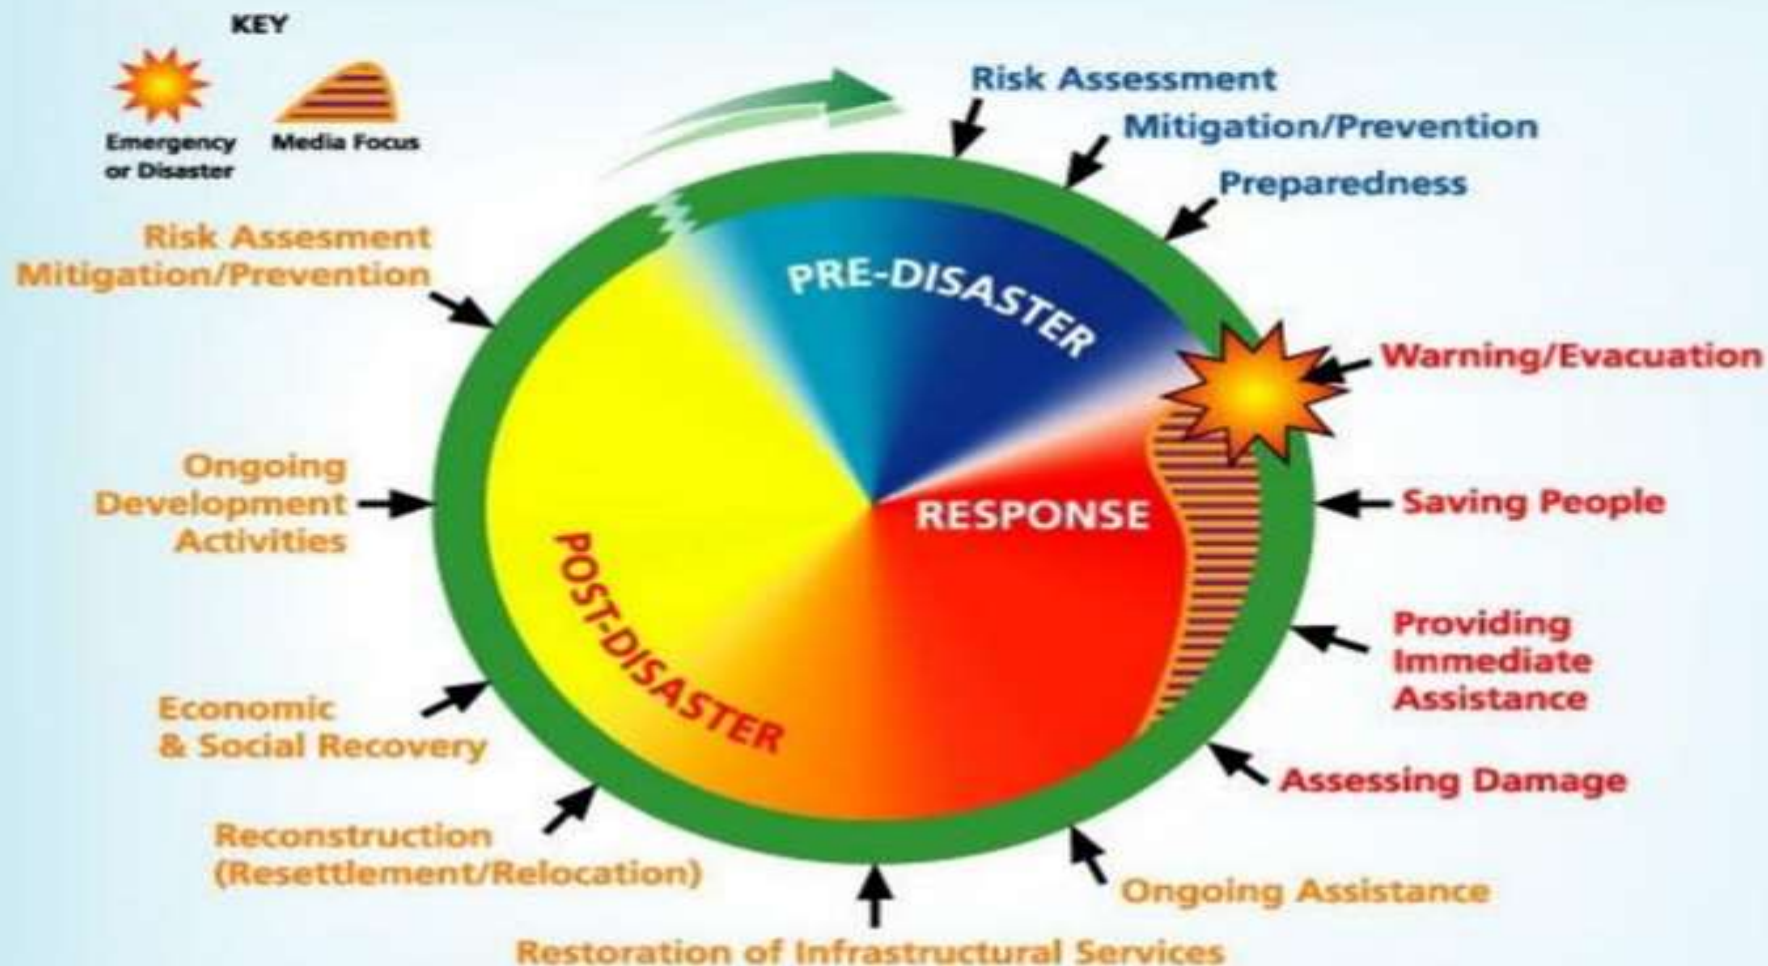 KEY
Emergency
or Disaster
Media Focus
Risk Assessment
Mitigation/Prevention
Preparedness
Warning/Evacuation
Saving People
Providing
Immediate
Assistance
Assessing Damage
Ongoing Assistance
Restoration of Infrastructural Services
Reconstruction
(Resettlement/Relocation)
Economic
& Social Recovery
Ongoing
Development
Activities
Risk Assesment
Mitigation/Prevention
PRE-DISASTER
RESPONSE
POST-DISASTER